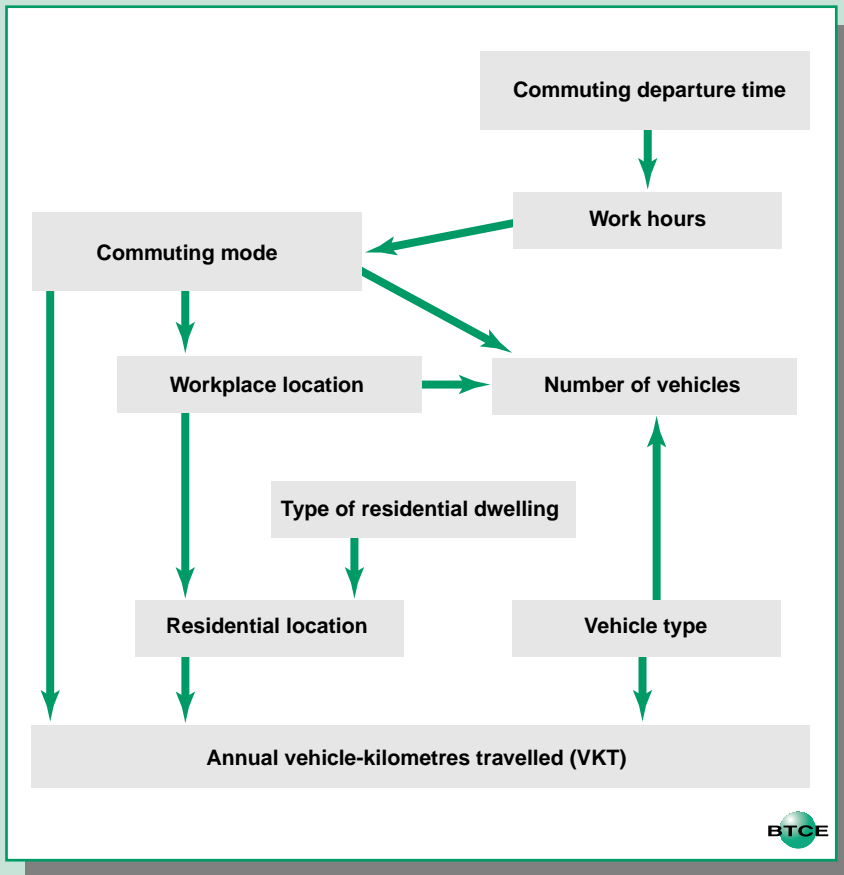 Commuting departure time
Work hours
Commuting mode
Workplace location
Number of vehicles
Type of residential dwelling
Residential location
Vehicle type
Annual vehicle-kilometres travelled (VKT)
BTCE